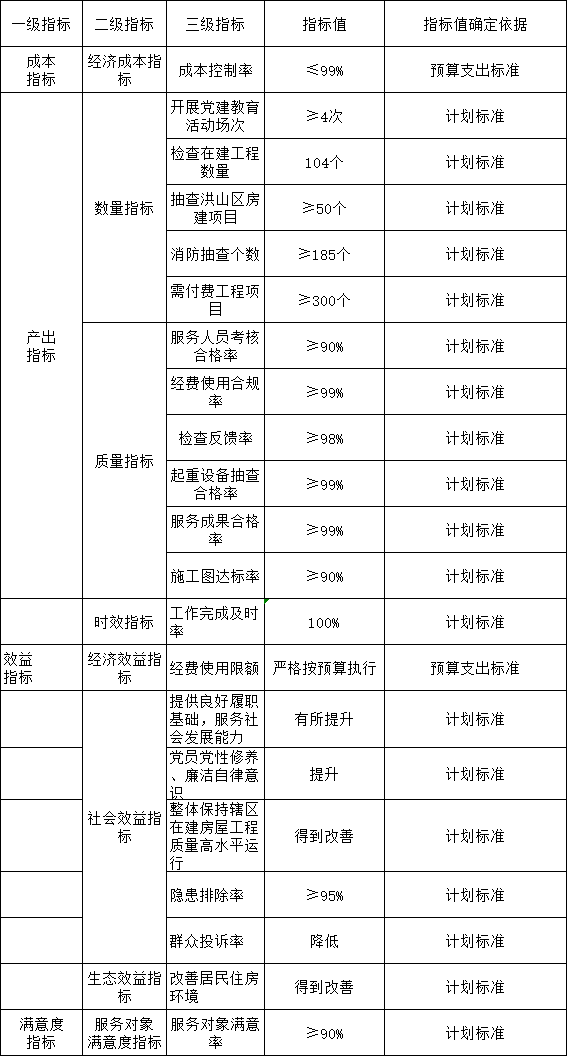 一级指标 二级指标 三级指标 指标值 指标值确定依据
成本
指标
经济成本指
标
成本控制率 ≤99% 预算支出标准
产出
指标
数量指标
开展党建教育
活动场次
≥4次 计划标准
检查在建工程
数量
104个 计划标准
抽查洪山区房
建项目
≥50个 计划标准
消防抽查个数 ≥185个 计划标准
需付费工程项
目
≥300个 计划标准
质量指标
服务人员考核
合格率
≥90% 计划标准
经费使用合规
率
≥99% 计划标准
检查反馈率 ≥98% 计划标准
起重设备抽查
合格率
≥99% 计划标准
服务成果合格
率
≥99% 计划标准
施工图达标率 ≥90% 计划标准
时效指标
工作完成及时
率
100% 计划标准
效益
指标
经济效益指
标
经费使用限额 严格按预算执行 预算支出标准
社会效益指
标
提供良好履职
基础，服务社
会发展能力
有所提升 计划标准
党员党性修养
、廉洁自律意
识
提升 计划标准
整体保持辖区
在建房屋工程
质量高水平运
行
得到改善 计划标准
隐患排除率 ≥95% 计划标准
群众投诉率 降低 计划标准
生态效益指
标
改善居民住房
环境
得到改善 计划标准
满意度
指标
服务对象
满意度指标
服务对象满意
率
≥90% 计划标准